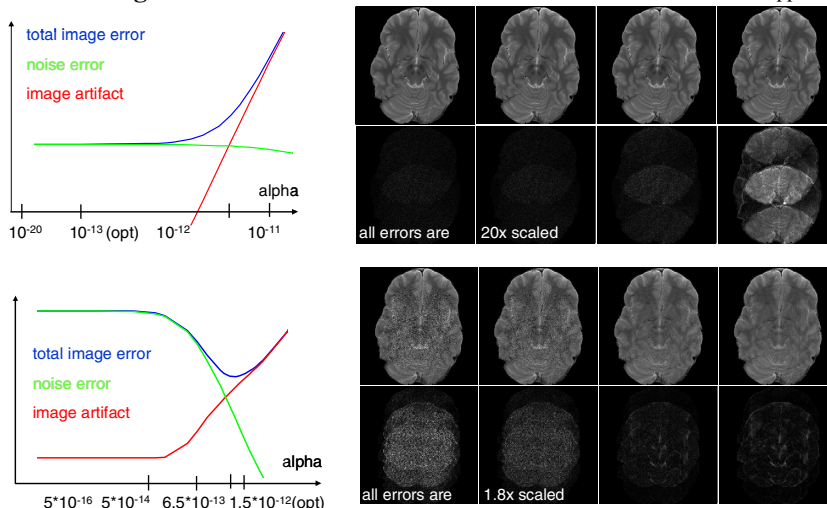 total image error
noise error
image artifact
alpha
10-20 10-13 (opt) 10-12 10-11
all errors are 20x scaled
total image error
noise error
image artifact
alpha
5*10-16 5*10-14 6.5*10-13 1.5*10-12(opt)
all errors are 1.8x scaled